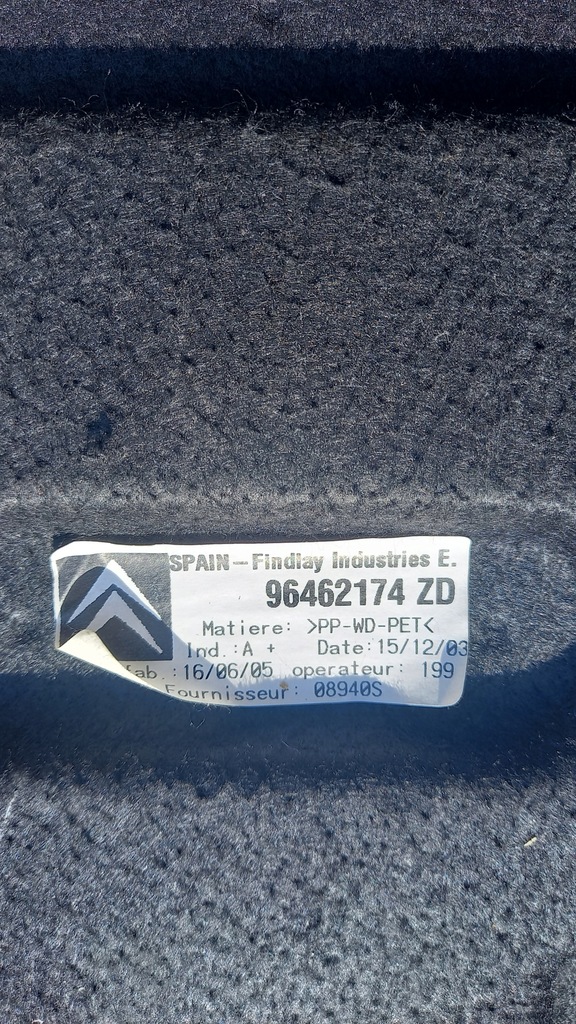 SPAIN - Findlay Industries E.
96462174 ZD
Matiere: >PP-WD-PET<
Ind.:A + Date:15/12/03
fab.:16/06/05 operateur: 199
Fournisseur: 08940S